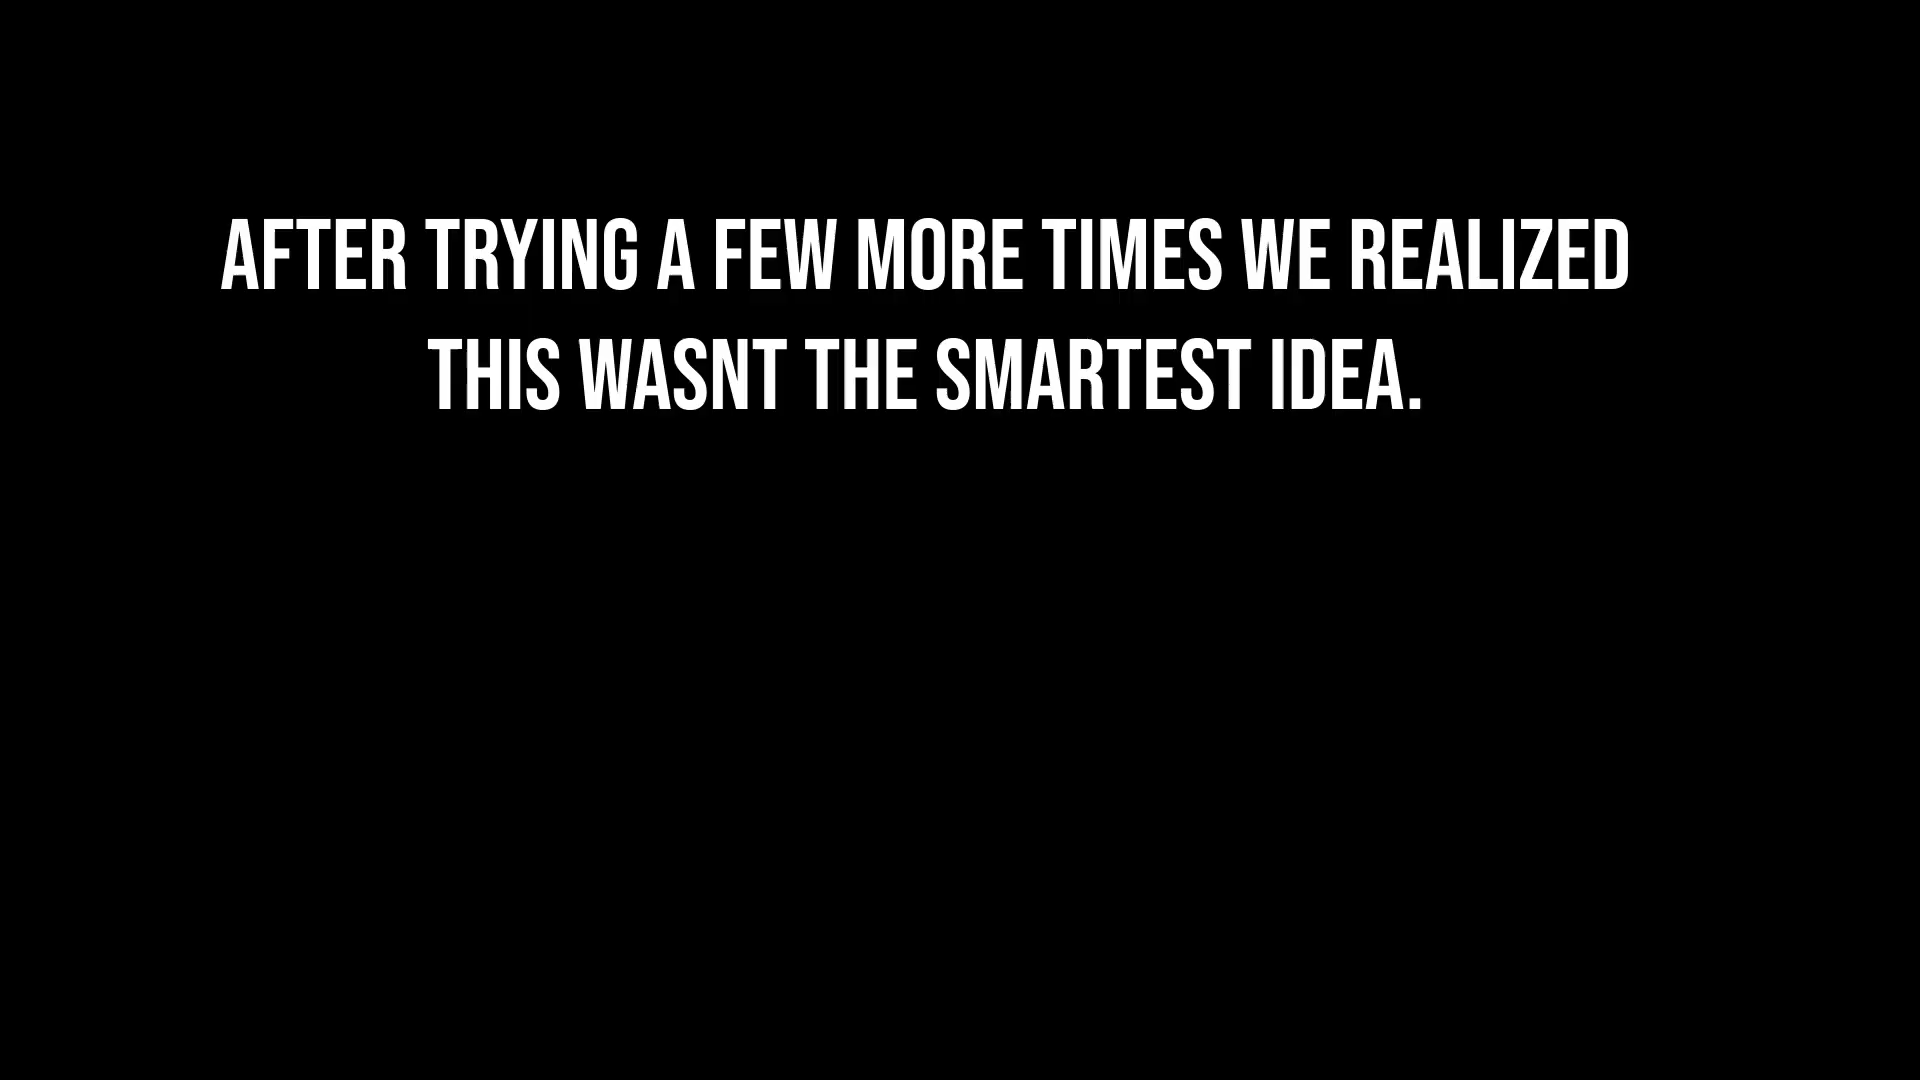 AFTER TRYING A FEW MORE TIMES WE REALIZED
THIS WASNT THE SMARTEST IDEA.